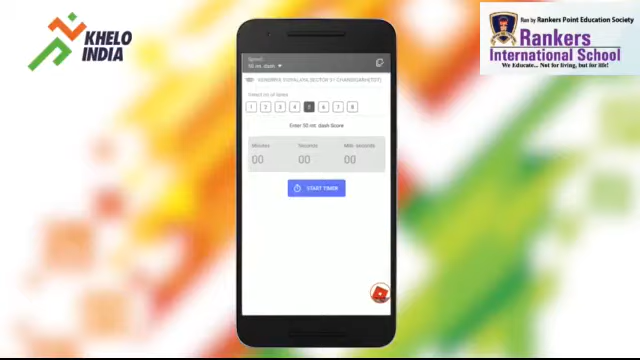 KHELO
INDIA
Run by Rankers Point Education Society
Rankers
International School
We Educate... Not for living, but for life!
Speed
50 mt. dash
Select no of lanes
1 2 3 4 5 6 7 8
Enter 50 mt. dash Score
Minutes Seconds Mili. seconds
00 00 00
START TIMER